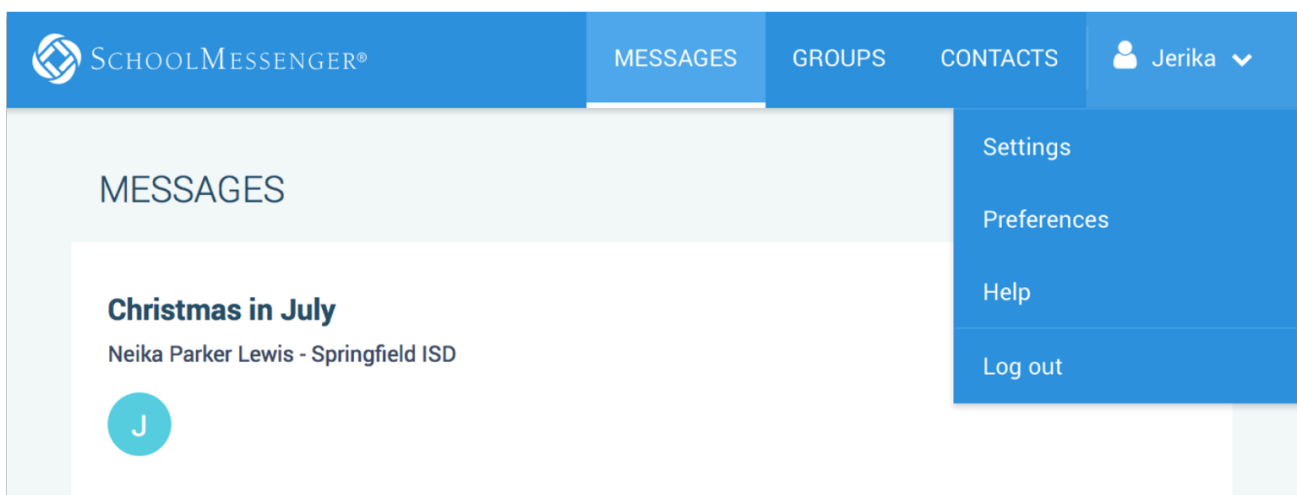 SCHOOLMESSENGER®
MESSAGES
GROUPS
CONTACTS
Jerika
Settings
Preferences
Help
Log out
MESSAGES
Christmas in July
Neika Parker Lewis - Springfield ISD
J